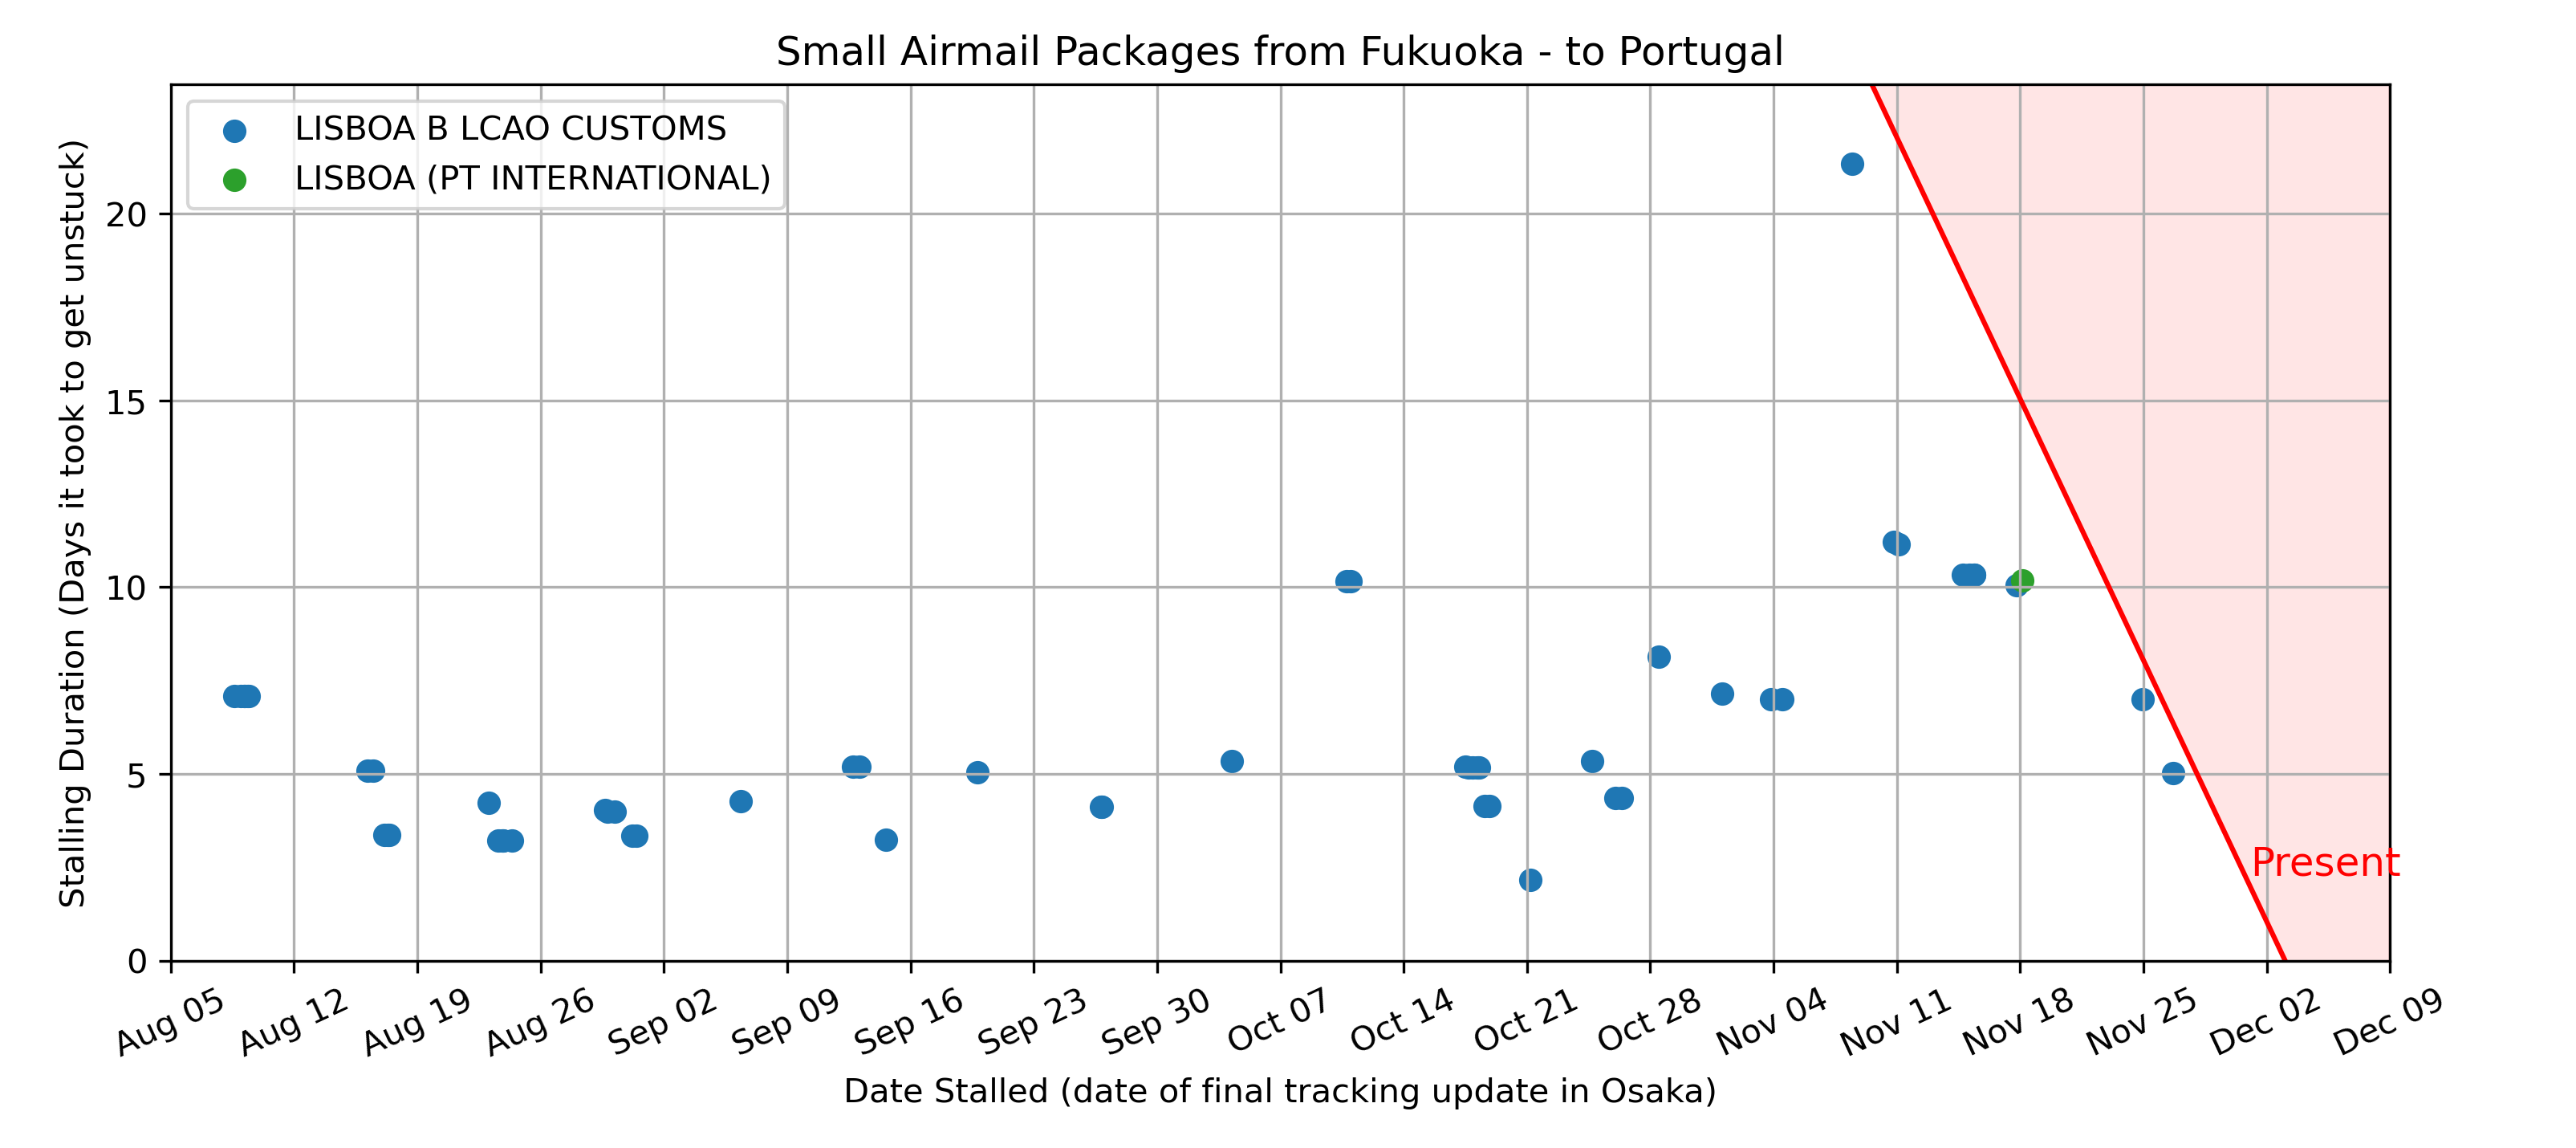 Small Airmail Packages from Fukuoka - to Portugal
LISBOA B LCAO CUSTOMS
LISBOA (PT INTERNATIONAL)
Stalling Duration (Days it took to get unstuck)
20
15
10
5
0
Present
Aug 05
Aug 12
Aug 19
Aug 26
Sep 02
Sep 09
Sep 16
Sep 23
Sep 30
Oct 07
Oct 14
Oct 21
Oct 28
Nov 04
Nov 11
Nov 18
Nov 25
Dec 02
Dec 09
Date Stalled (date of final tracking update in Osaka)